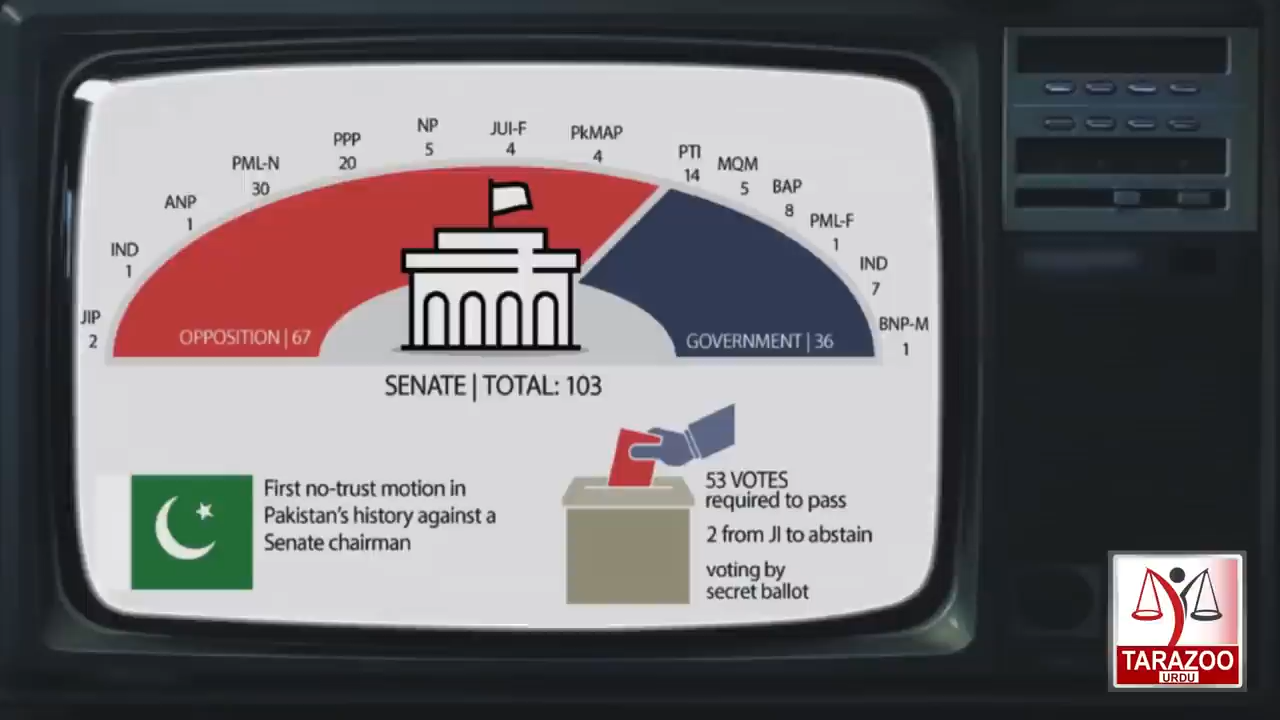 JIP
2
IND
1
ANP
1
PML-N
30
PPP
20
NP
5
JUI-F
4
PkMAP
4
PTI
14
MQM
5
BAP
8
PML-F
1
IND
7
BNP-M
1
OPPOSITION | 67
GOVERNMENT | 36
SENATE | TOTAL: 103
First no-trust motion in
Pakistan's history against a
Senate chairman
53 VOTES
required to pass
2 from JI to abstain
voting by
secret ballot
TARAZOO
URDU